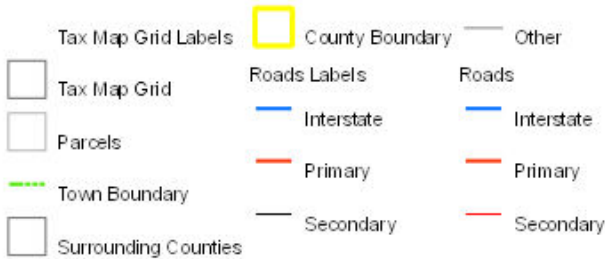 Tax Map Grid Labels
Tax Map Grid
Parcels
Town Boundary
Surrounding Counties
County Boundary
Roads Labels
Interstate
Primary
Secondary
Other
Roads
Interstate
Primary
Secondary